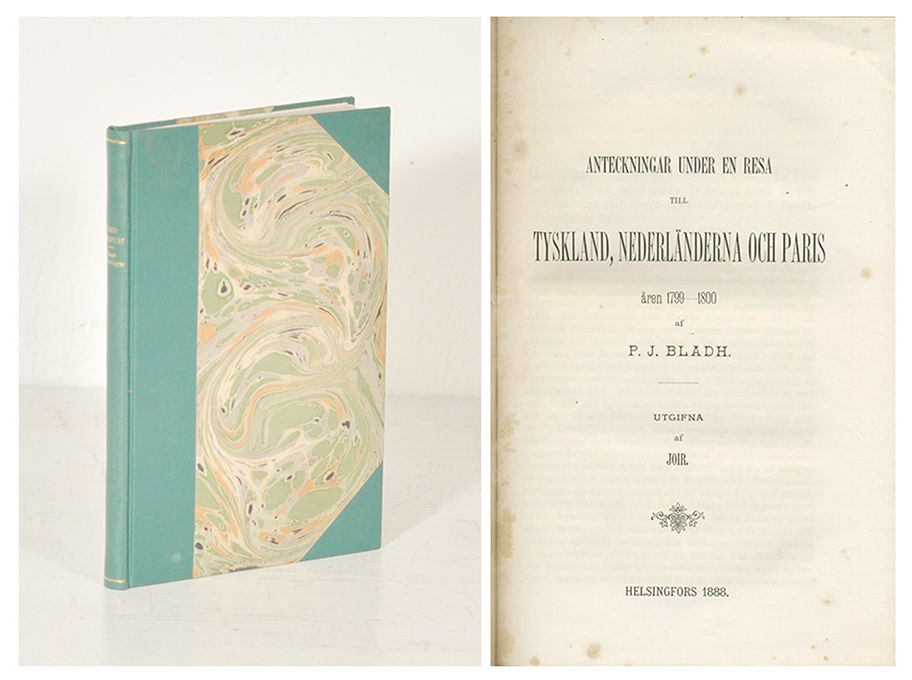 ANTECKNINGAR UNDER EN RESA
TILL
TYSKLAND, NEDERLÄNDERNA OCH PARIS
åren 1799—1800
af
P. J. BLADH.
UTGIFNA
af
JOIR.
HELSINGFORS 1888.